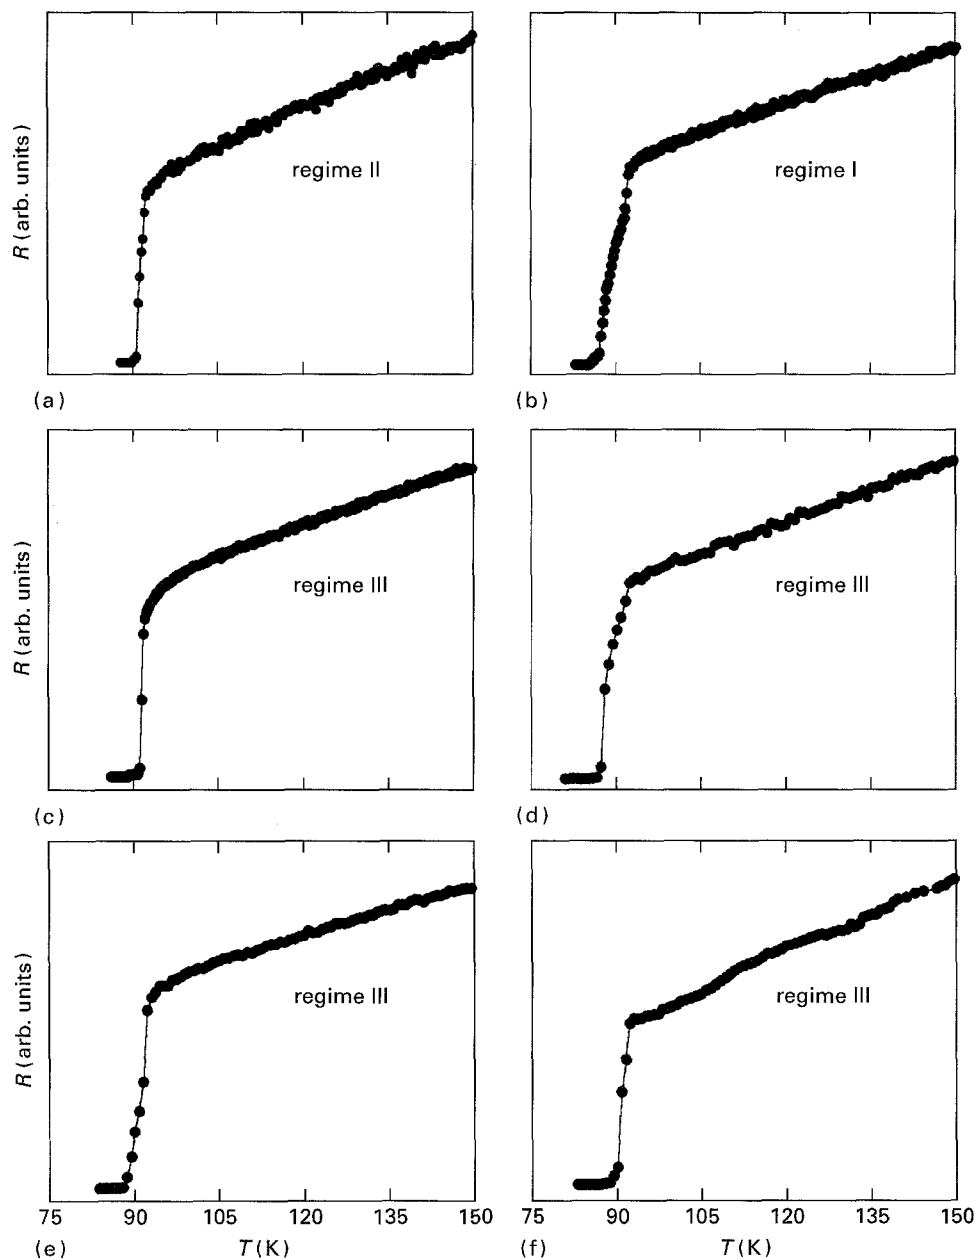 R (arb. units)
regime II
regime I
(a)
(b)
R (arb. units)
regime III
regime III
(c)
(d)
R (arb. units)
regime III
regime III
75 90 105 120 135 150 75 90 105 120 135 150
(e) T (K) (f) T (K)